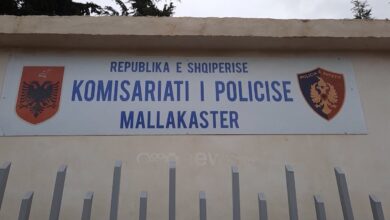 REPUBLIKA E SHQIPERISE
KOMISARIATI I POLICISE
MALLAKASTER